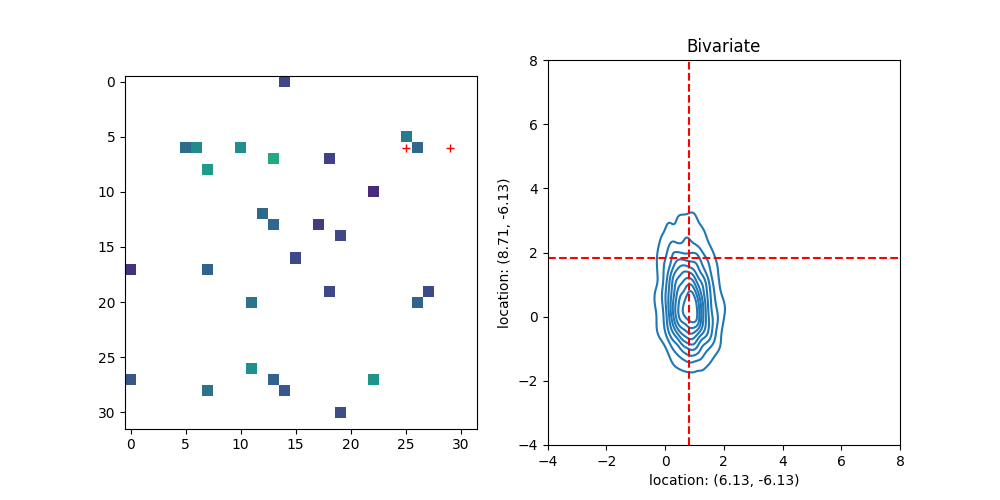 Bivariate
0
5
10
15
20
25
30
0 5 10 15 20 25 30
location: (8.71, -6.13)
8
6
4
2
0
−2
−4
−4 −2 0 2 4 6 8
location: (6.13, -6.13)